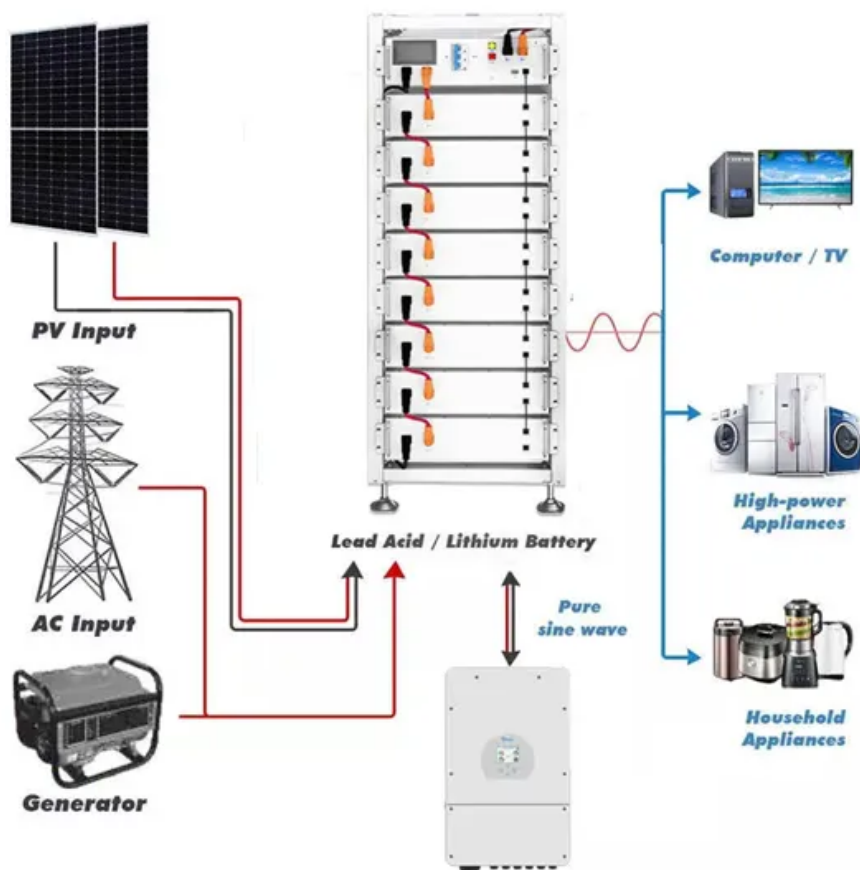 PV Input
AC Input
Generator
Lead Acid / Lithium Battery
Pure
sine wave
Computer / TV
High-power
Appliances
Household
Appliances